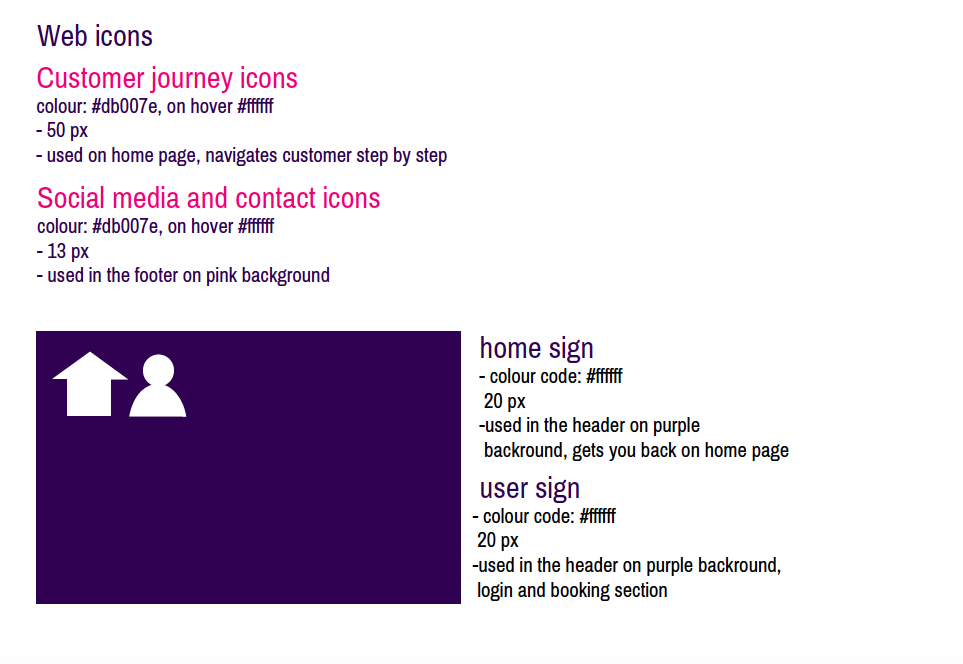 Web icons
Customer journey icons
colour: #db007e, on hover #ffffff
- 50 px
- used on home page, navigates customer step by step
Social media and contact icons
colour: #db007e, on hover #ffffff
- 13 px
- used in the footer on pink background
home sign
- colour code: #ffffff
20 px
-used in the header on purple
backround, gets you back on home page
user sign
- colour code: #ffffff
20 px
-used in the header on purple backround,
login and booking section